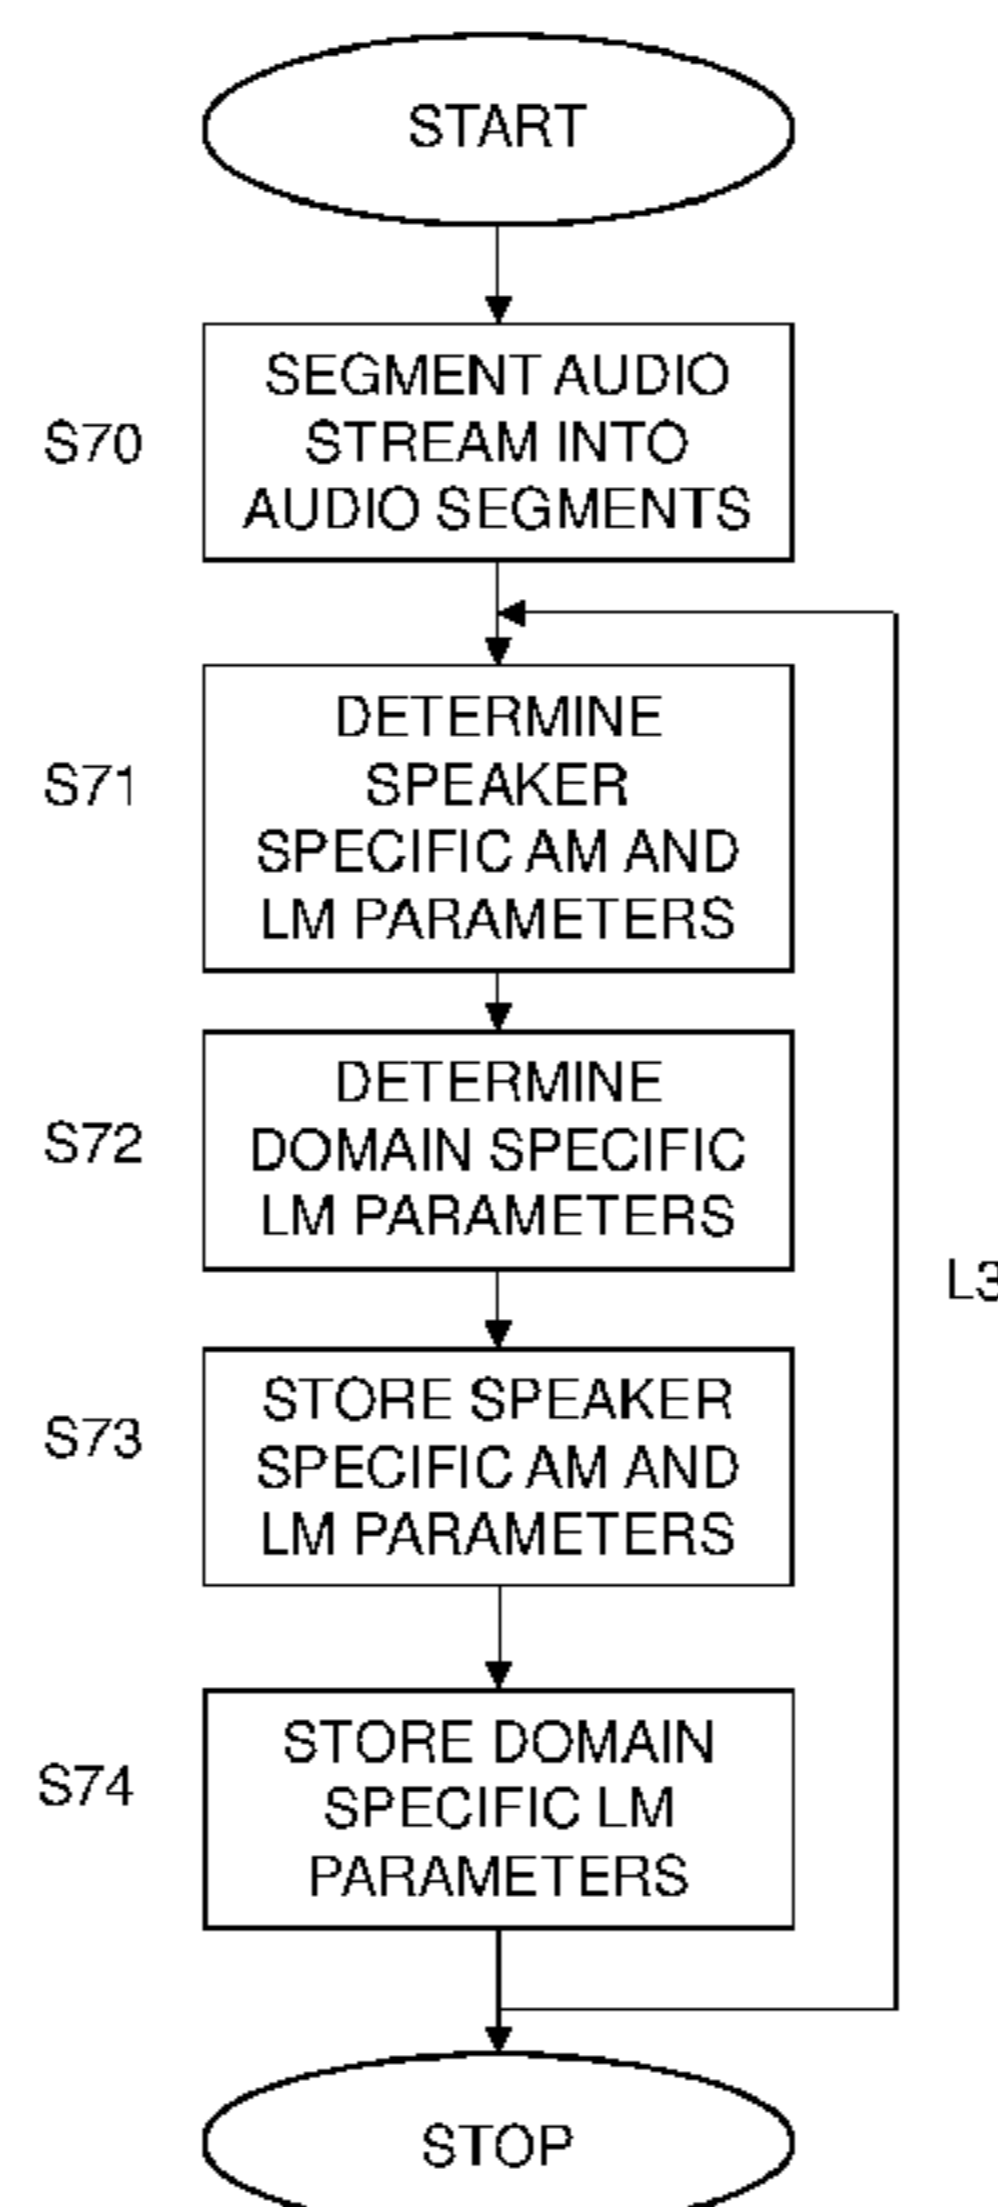 START
S70
SEGMENT AUDIO
STREAM INTO
AUDIO SEGMENTS
S71
DETERMINE
SPEAKER
SPECIFIC AM AND
LM PARAMETERS
S72
DETERMINE
DOMAIN SPECIFIC
LM PARAMETERS
L3
S73
STORE SPEAKER
SPECIFIC AM AND
LM PARAMETERS
S74
STORE DOMAIN
SPECIFIC LM
PARAMETERS
STOP